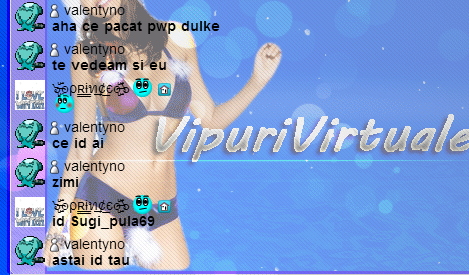 valentyno
aha ce pacat pwp dulke
valentyno
te vedeam si eu
valentyno
ce id ai
valentyno
zimi
id Sugi_pula69
valentyno
astai id tau
VipuriVirtuale